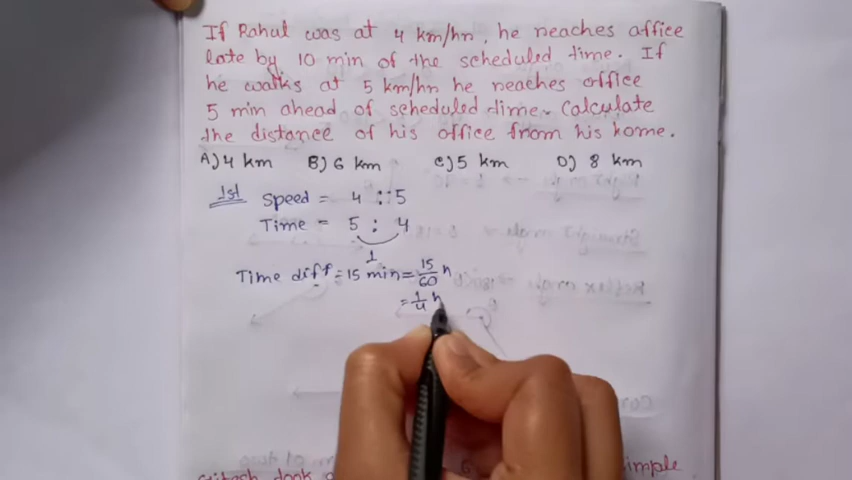 If Rahul was at 4 km/hr, he reaches office
late by 10 min of the scheduled time. If
he walks at 5 km/hr he reaches office
5 min ahead of scheduled time. Calculate
the distance of his office from his home.
A) 4 km B) 6 km C) 5 km D) 8 km
1st Speed = 4 : 5
Time = 5 : 4
1
Time diff = 15 min = 15/60 h
= 1/4 h
simple